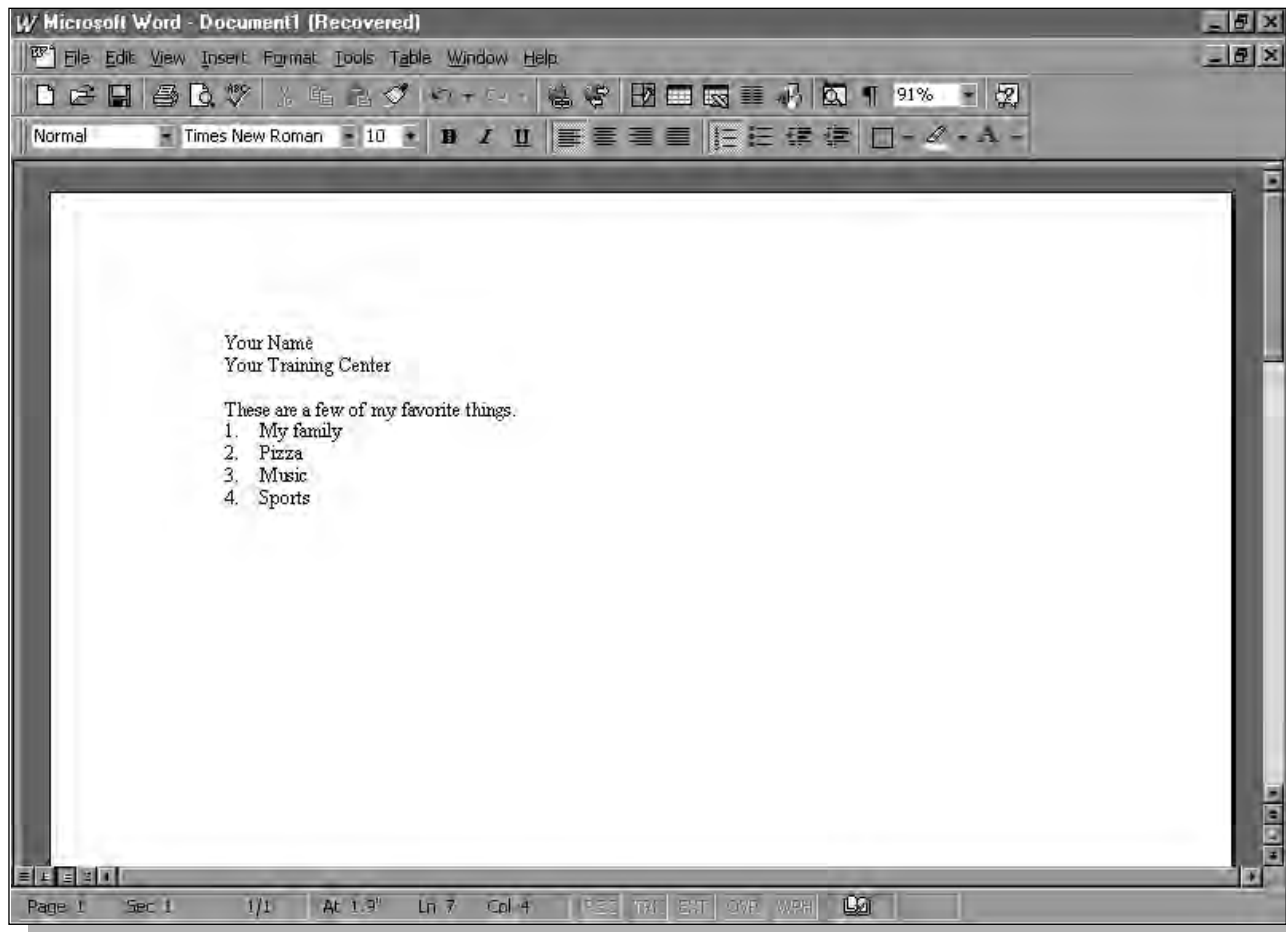 Microsoft Word - Document1 (Recovered)
File Edit View Insert Format Tools Table Window Help
91%
Normal Times New Roman 10 B I U A
Your Name
Your Training Center
These are a few of my favorite things.
1. My family
2. Pizza
3. Music
4. Sports
Page 1 Sec 1 1/1 At 1.9" Ln 7 Col 4 REC TRK EXT OVR WPH